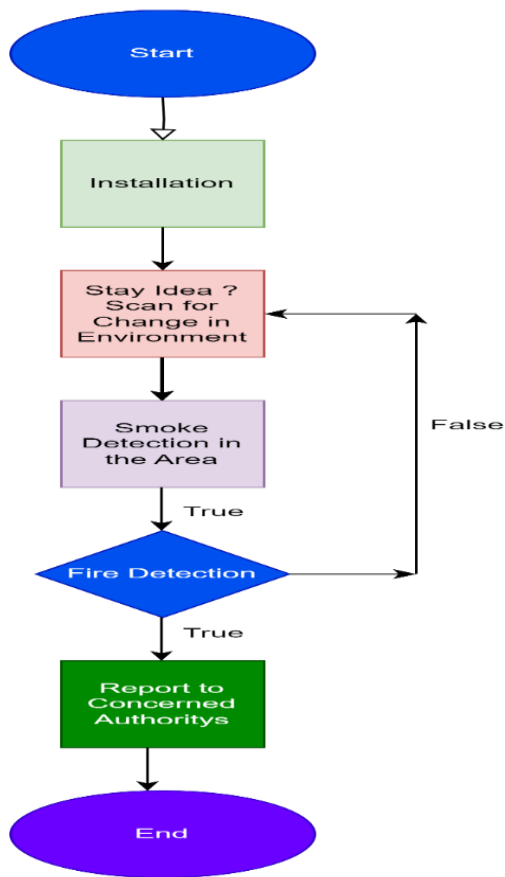 Start
Installation
Stay Idea ?
Scan for
Change in
Environment
False
Smoke
Detection in
the Area
True
Fire Detection
True
Report to
Concerned
Authoritys
End